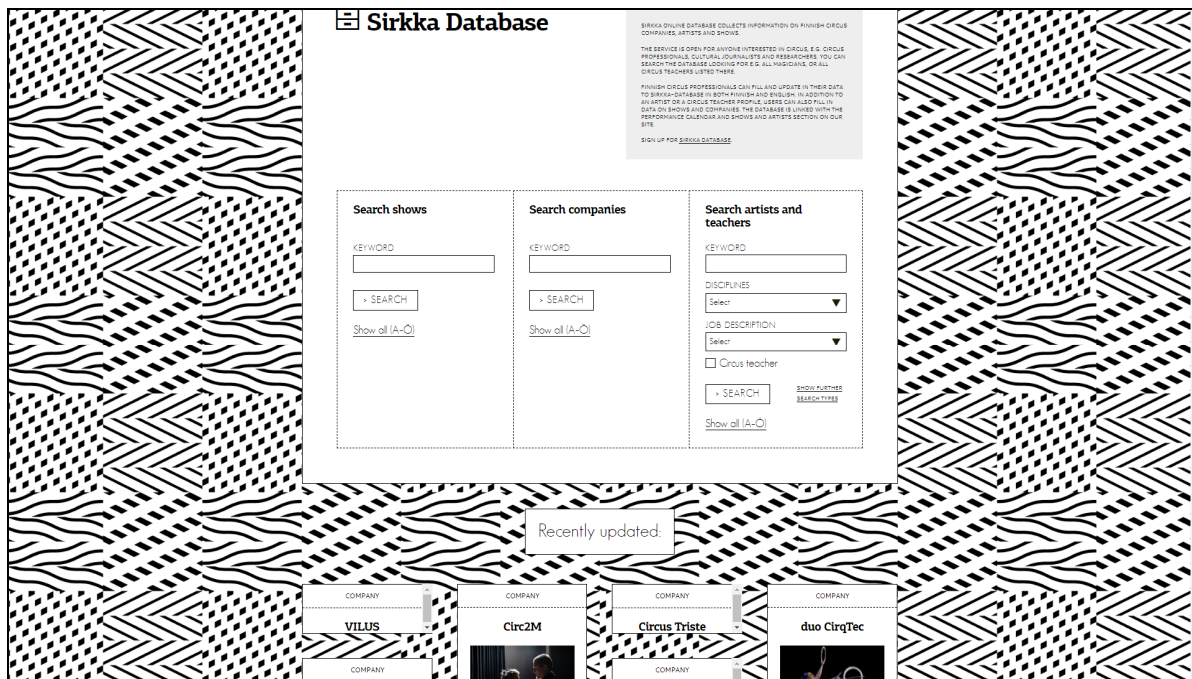 Sirkka Database
SIRKKA ONLINE DATABASE COLLECTS INFORMATION ON FINNISH CIRCUS
COMPANIES, ARTISTS AND SHOWS.
THE SERVICE IS OPEN FOR ANYONE INTERESTED IN CIRCUS, E.G. CIRCUS
PROFESSIONALS, CULTURAL JOURNALISTS AND RESEARCHERS. YOU CAN
SEARCH THE DATABASE LOOKING FOR E.G. ALL MAGICIANS, OR ALL
CIRCUS TEACHERS LISTED THERE.
FINNISH CIRCUS PROFESSIONALS CAN FILL AND UPDATE IN THEIR DATA
TO SIRKKA-DATABASE IN BOTH FINNISH AND ENGLISH. IN ADDITION TO
AN ARTIST OR A CIRCUS TEACHER PROFILE, USERS CAN ALSO FILL IN
DATA ON SHOWS AND COMPANIES. THE DATABASE IS LINKED WITH THE
PERFORMANCE CALENDAR AND SHOWS AND ARTISTS SECTION ON OUR
SITE.
SIGN UP FOR SIRKKA DATABASE.
Search shows
KEYWORD
› SEARCH
Show all (A-Ö)
Search companies
KEYWORD
› SEARCH
Show all (A-Ö)
Search artists and
teachers
KEYWORD
DISCIPLINES
Select
JOB DESCRIPTION
Select
Circus teacher
› SEARCH
SHOW FURTHER
SEARCH TYPES
Show all (A-Ö)
Recently updated:
COMPANY
VILUS
COMPANY
Circ2M
COMPANY
Circus Triste
COMPANY
duo CirqTec
COMPANY
COMPANY